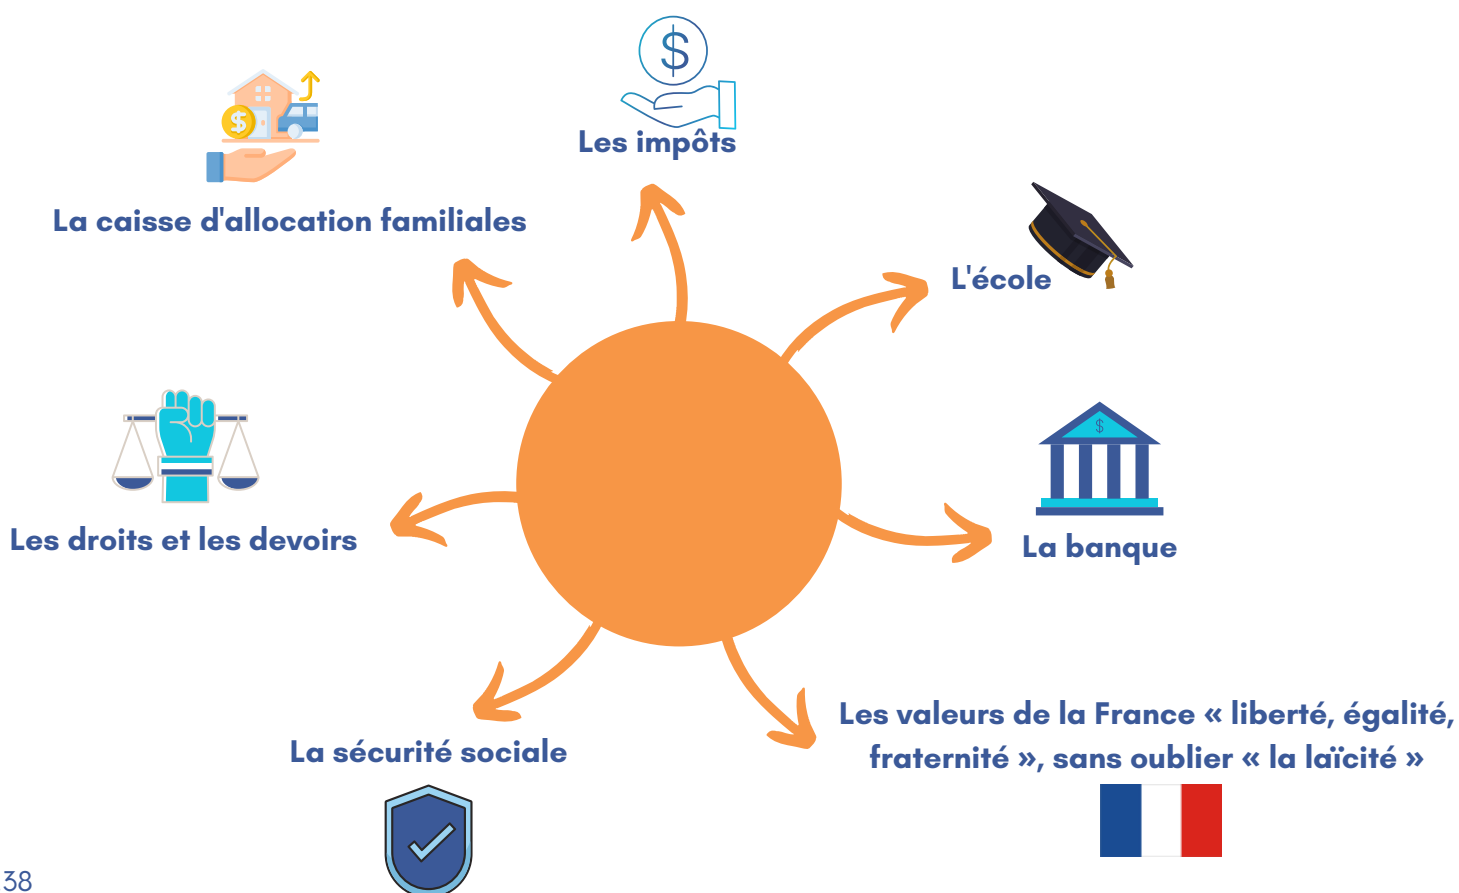 Les impôts
La caisse d'allocation familiales
L'école
Les droits et les devoirs
La banque
Les valeurs de la France « liberté, égalité,
fraternité », sans oublier « la laïcité »
La sécurité sociale
38